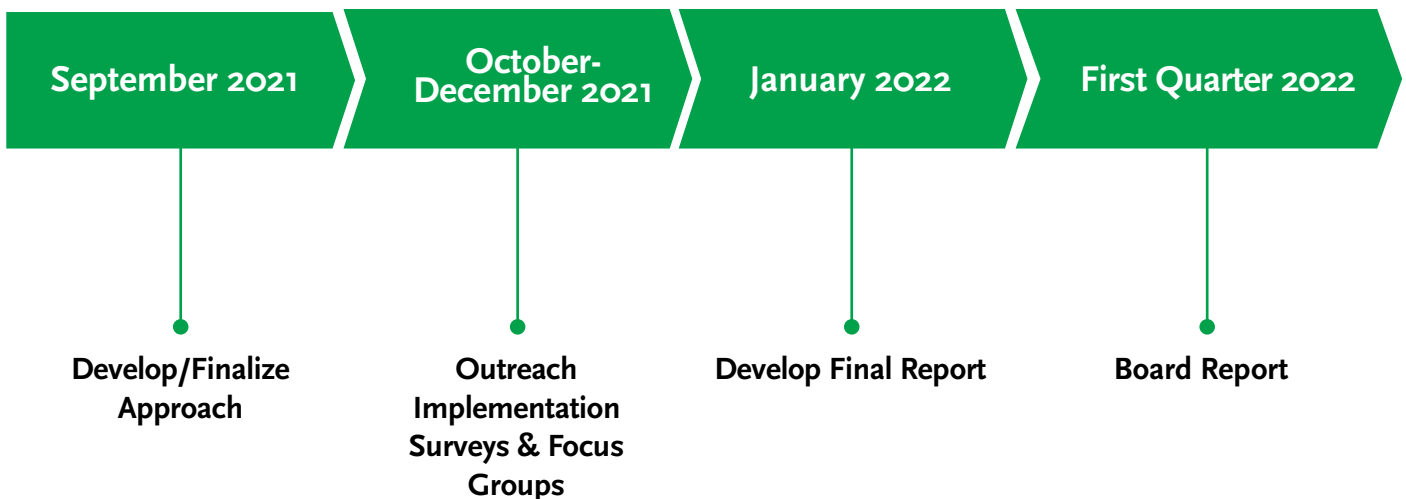 September 2021
October-
December 2021
January 2022
First Quarter 2022
Develop/Finalize
Approach
Outreach
Implementation
Surveys & Focus
Groups
Develop Final Report
Board Report